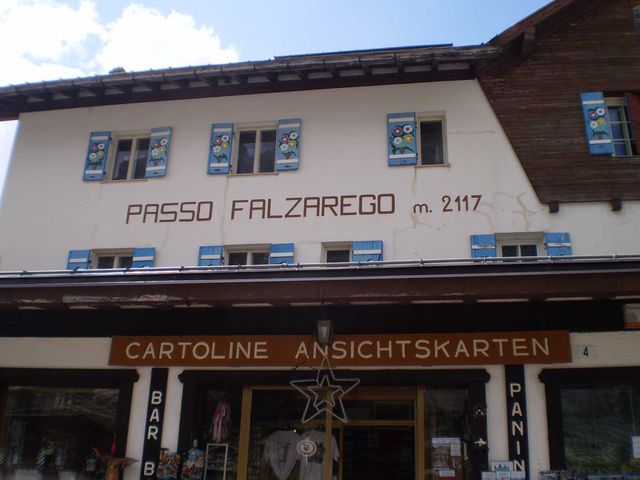 PASSO FALZAREGO m. 2117
CARTOLINE ANSICHTSKARTEN
4
BAR B
PANIN